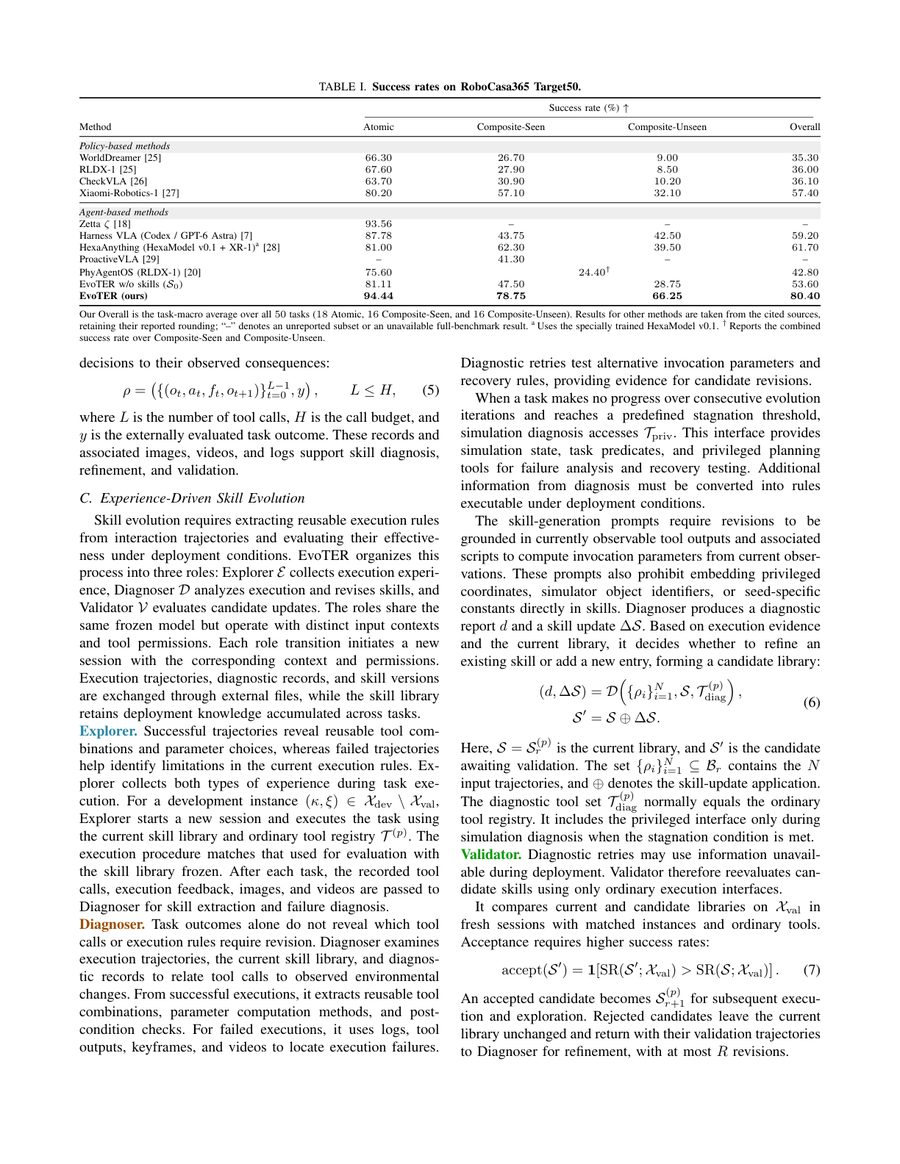 TABLE I. Success rates on RoboCasa365 Target50.
Success rate (%) ↑
Method Atomic Composite-Seen Composite-Unseen Overall
Policy-based methods
WorldDreamer [25] 66.30 26.70 9.00 35.30
RLDX-1 [25] 67.60 27.90 8.50 36.00
CheckVLA [26] 63.70 30.90 10.20 36.10
Xiaomi-Robotics-1 [27] 80.20 57.10 32.10 57.40
Agent-based methods
Zetta ζ [18] 93.56 – – –
Harness VLA (Codex / GPT-6 Astra) [7] 87.78 43.75 42.50 59.20
HexaAnything (HexaModel v0.1 + XR-1)ᵃ [28] 81.00 62.30 39.50 61.70
ProactiveVLA [29] – 41.30 – –
PhyAgentOS (RLDX-1) [20] 75.60 24.40† 42.80
EvoTER w/o skills (𝒮₀) 81.11 47.50 28.75 53.60
EvoTER (ours) 94.44 78.75 66.25 80.40
Our Overall is the task-macro average over all 50 tasks (18 Atomic, 16 Composite-Seen, and 16 Composite-Unseen). Results for other methods are taken from the cited sources,
retaining their reported rounding; “–” denotes an unreported subset or an unavailable full-benchmark result. ᵃ Uses the specially trained HexaModel v0.1. † Reports the combined
success rate over Composite-Seen and Composite-Unseen.
decisions to their observed consequences:
ρ = ({(o_t, a_t, f_t, o_{t+1})}_{t=0}^{L−1}, y), L ≤ H, (5)
where L is the number of tool calls, H is the call budget, and
y is the externally evaluated task outcome. These records and
associated images, videos, and logs support skill diagnosis,
refinement, and validation.
C. Experience-Driven Skill Evolution
Skill evolution requires extracting reusable execution rules
from interaction trajectories and evaluating their effective-
ness under deployment conditions. EvoTER organizes this
process into three roles: Explorer ℰ collects execution experi-
ence, Diagnoser 𝒟 analyzes execution and revises skills, and
Validator 𝒱 evaluates candidate updates. The roles share the
same frozen model but operate with distinct input contexts
and tool permissions. Each role transition initiates a new
session with the corresponding context and permissions.
Execution trajectories, diagnostic records, and skill versions
are exchanged through external files, while the skill library
retains deployment knowledge accumulated across tasks.
Explorer. Successful trajectories reveal reusable tool com-
binations and parameter choices, whereas failed trajectories
help identify limitations in the current execution rules. Ex-
plorer collects both types of experience during task exe-
cution. For a development instance (κ, ξ) ∈ 𝒳_dev \ 𝒳_val,
Explorer starts a new session and executes the task using
the current skill library and ordinary tool registry 𝒯^(p). The
execution procedure matches that used for evaluation with
the skill library frozen. After each task, the recorded tool
calls, execution feedback, images, and videos are passed to
Diagnoser for skill extraction and failure diagnosis.
Diagnoser. Task outcomes alone do not reveal which tool
calls or execution rules require revision. Diagnoser examines
execution trajectories, the current skill library, and diagnos-
tic records to relate tool calls to observed environmental
changes. From successful executions, it extracts reusable tool
combinations, parameter computation methods, and post-
condition checks. For failed executions, it uses logs, tool
outputs, keyframes, and videos to locate execution failures.
Diagnostic retries test alternative invocation parameters and
recovery rules, providing evidence for candidate revisions.
When a task makes no progress over consecutive evolution
iterations and reaches a predefined stagnation threshold,
simulation diagnosis accesses 𝒯_priv. This interface provides
simulation state, task predicates, and privileged planning
tools for failure analysis and recovery testing. Additional
information from diagnosis must be converted into rules
executable under deployment conditions.
The skill-generation prompts require revisions to be
grounded in currently observable tool outputs and associated
scripts to compute invocation parameters from current obser-
vations. These prompts also prohibit embedding privileged
coordinates, simulator object identifiers, or seed-specific
constants directly in skills. Diagnoser produces a diagnostic
report d and a skill update Δ𝒮. Based on execution evidence
and the current library, it decides whether to refine an
existing skill or add a new entry, forming a candidate library:
(d, Δ𝒮) = 𝒟({ρ_i}_{i=1}^N, 𝒮, 𝒯_diag^(p)),
𝒮′ = 𝒮 ⊕ Δ𝒮. (6)
Here, 𝒮 = 𝒮_r^(p) is the current library, and 𝒮′ is the candidate
awaiting validation. The set {ρ_i}_{i=1}^N ⊆ ℬ_r contains the N
input trajectories, and ⊕ denotes the skill-update application.
The diagnostic tool set 𝒯_diag^(p) normally equals the ordinary
tool registry. It includes the privileged interface only during
simulation diagnosis when the stagnation condition is met.
Validator. Diagnostic retries may use information unavail-
able during deployment. Validator therefore reevaluates can-
didate skills using only ordinary execution interfaces.
It compares current and candidate libraries on 𝒳_val in
fresh sessions with matched instances and ordinary tools.
Acceptance requires higher success rates:
accept(𝒮′) = 𝟏[SR(𝒮′; 𝒳_val) > SR(𝒮; 𝒳_val)]. (7)
An accepted candidate becomes 𝒮_{r+1}^(p) for subsequent execu-
tion and exploration. Rejected candidates leave the current
library unchanged and return with their validation trajectories
to Diagnoser for refinement, with at most R revisions.